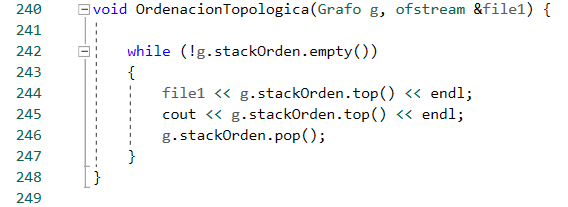 240 void OrdenacionTopologica(Grafo g, ofstream &file1) {
241
242 while (!g.stackOrden.empty())
243 {
244 file1 << g.stackOrden.top() << endl;
245 cout << g.stackOrden.top() << endl;
246 g.stackOrden.pop();
247 }
248 }
249